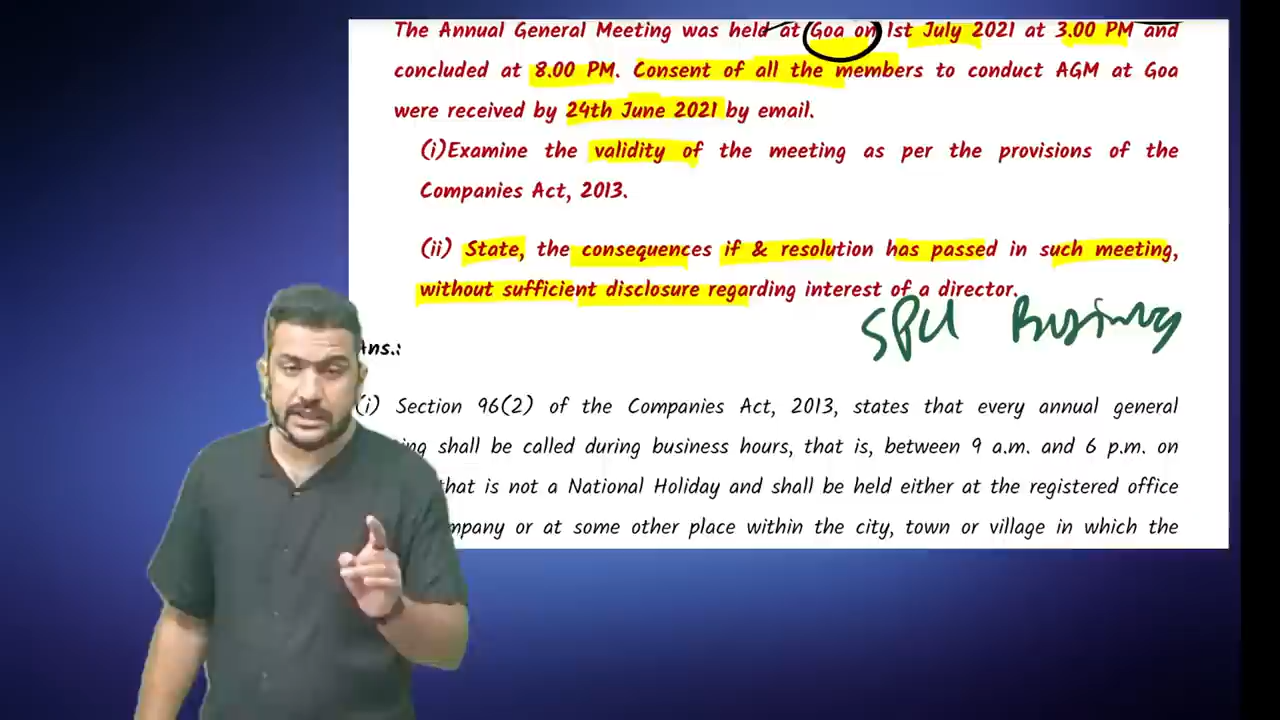 The Annual General Meeting was held at Goa on 1st July 2021 at 3.00 PM and
concluded at 8.00 PM. Consent of all the members to conduct AGM at Goa
were received by 24th June 2021 by email.
(i)Examine the validity of the meeting as per the provisions of the
Companies Act, 2013.
(ii) State, the consequences if & resolution has passed in such meeting,
without sufficient disclosure regarding interest of a director.
SPU Business
Ans.:
(i) Section 96(2) of the Companies Act, 2013, states that every annual general
ing shall be called during business hours, that is, between 9 a.m. and 6 p.m. on
that is not a National Holiday and shall be held either at the registered office
mpany or at some other place within the city, town or village in which the